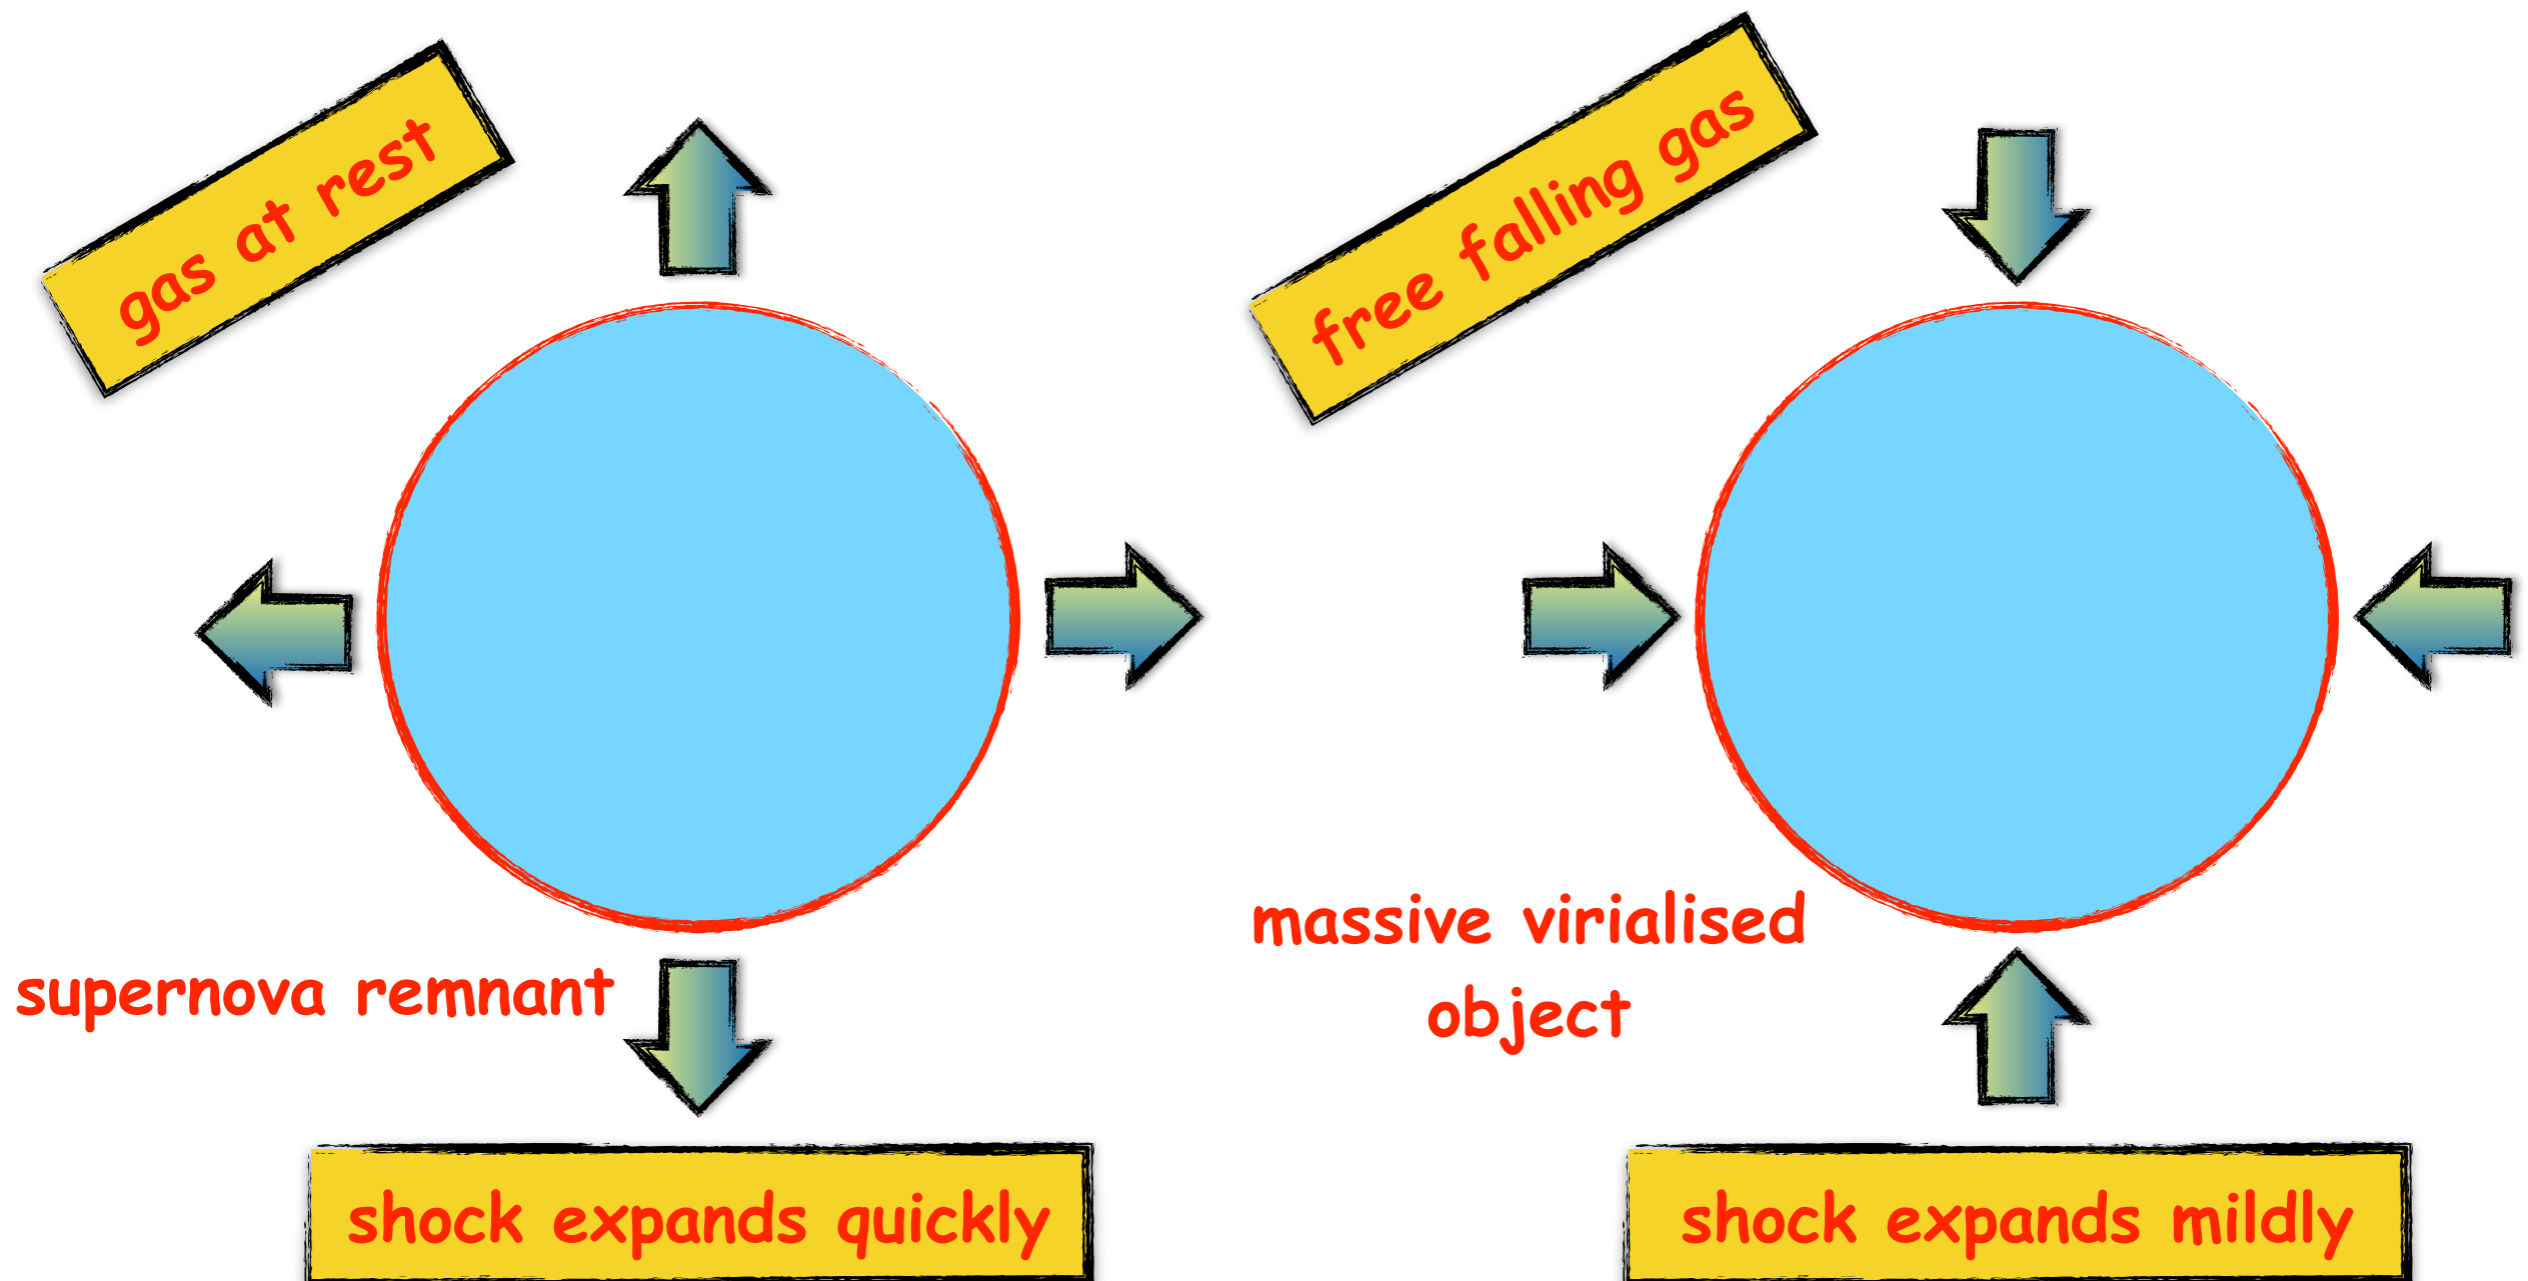 gas at rest
free falling gas
supernova remnant
massive virialised
object
shock expands quickly
shock expands mildly